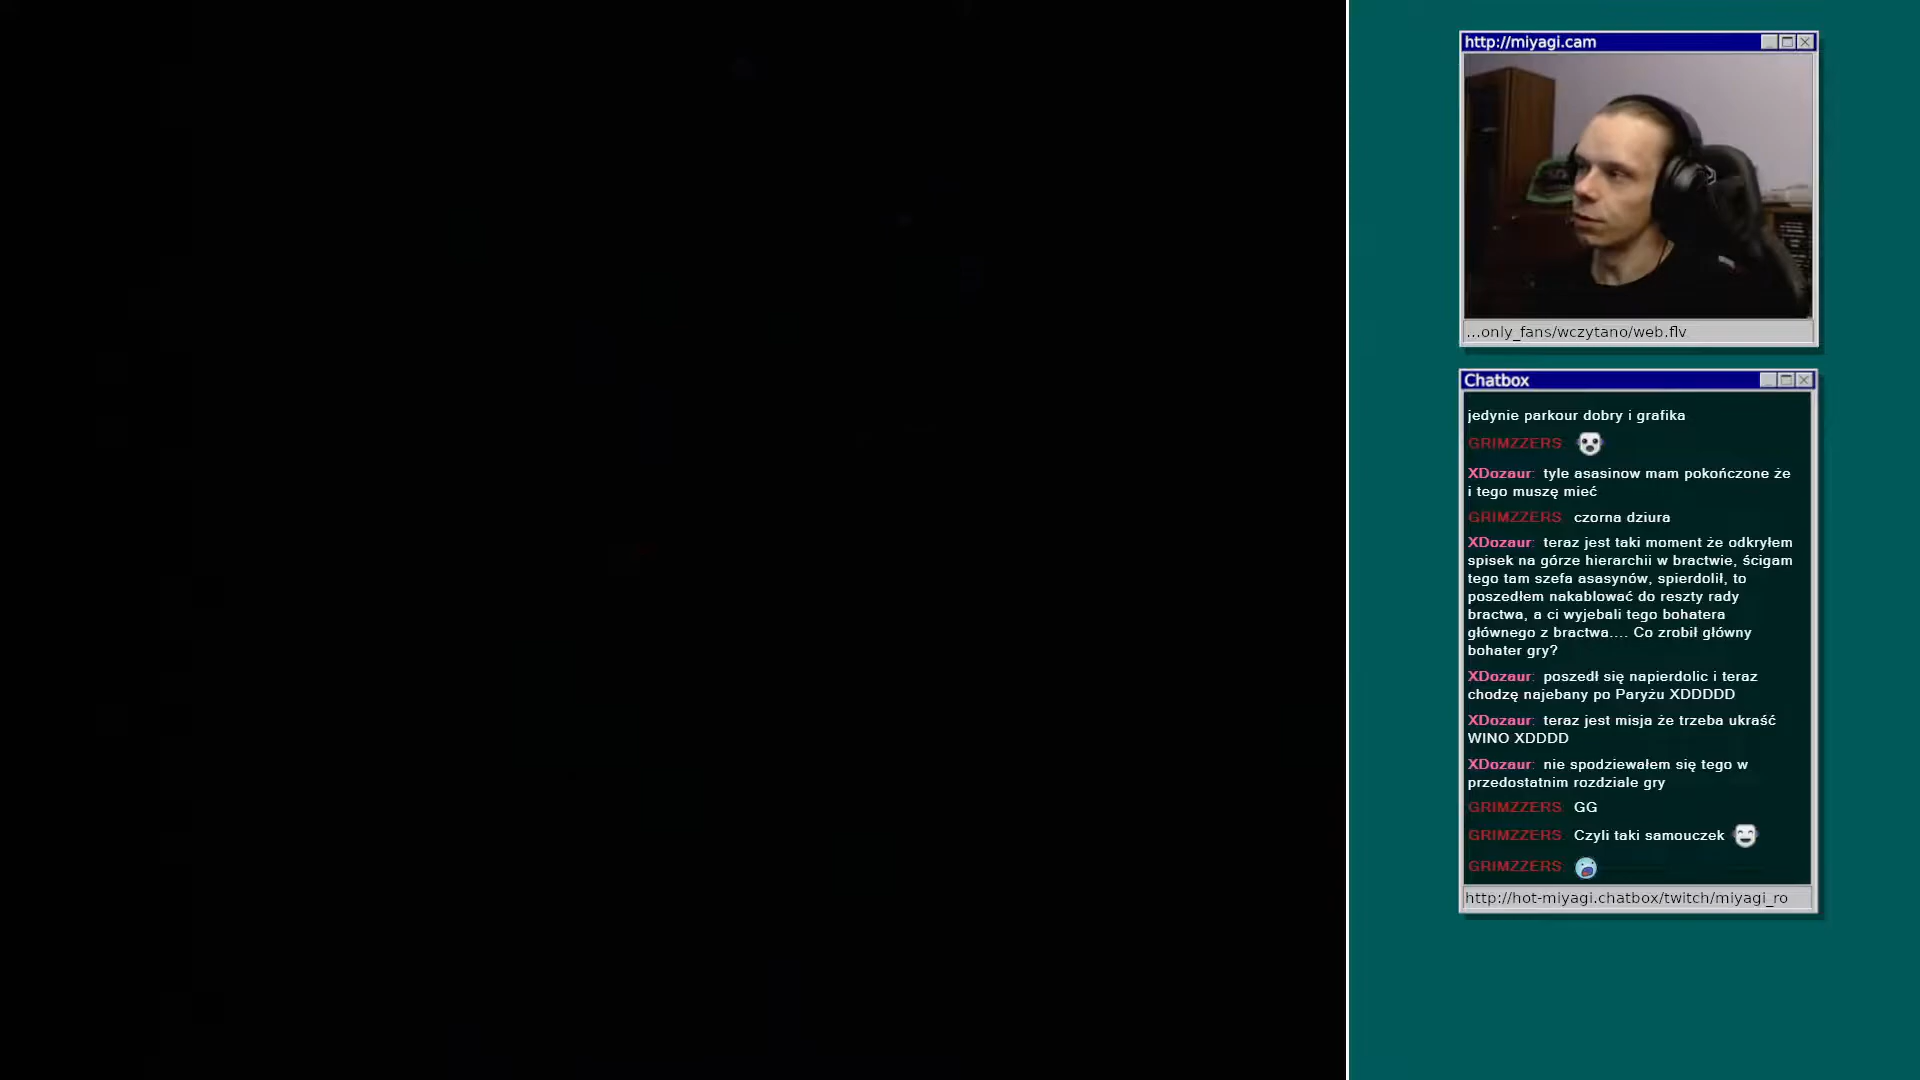 http://miyagi.cam
...only_fans/wczytano/web.flv
Chatbox
jedynie parkour dobry i grafika
GRIMZZERS:
XDozaur: tyle asasinow mam pokończone że
i tego muszę mieć
GRIMZZERS: czorna dziura
XDozaur: teraz jest taki moment że odkryłem
spisek na górze hierarchii w bractwie, ścigam
tego tam szefa asasynów, spierdolił, to
poszedłem nakablować do reszty rady
bractwa, a ci wyjebali tego bohatera
głównego z bractwa.... Co zrobił główny
bohater gry?
XDozaur: poszedł się napierdolic i teraz
chodzę najebany po Paryżu XDDDDD
XDozaur: teraz jest misja że trzeba ukraść
WINO XDDDD
XDozaur: nie spodziewałem się tego w
przedostatnim rozdziale gry
GRIMZZERS: GG
GRIMZZERS: Czyli taki samouczek
GRIMZZERS:
http://hot-miyagi.chatbox/twitch/miyagi_ro